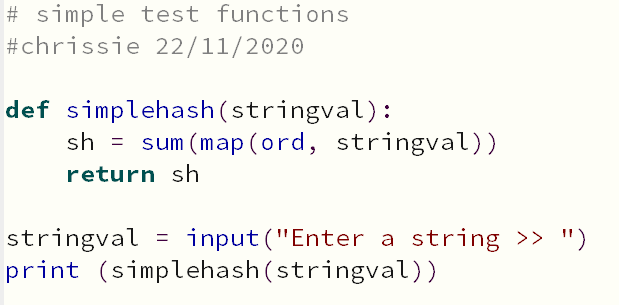 # simple test functions
#chrissie 22/11/2020
def simplehash(stringval):
    sh = sum(map(ord, stringval))
    return sh
stringval = input("Enter a string >> ")
print (simplehash(stringval))